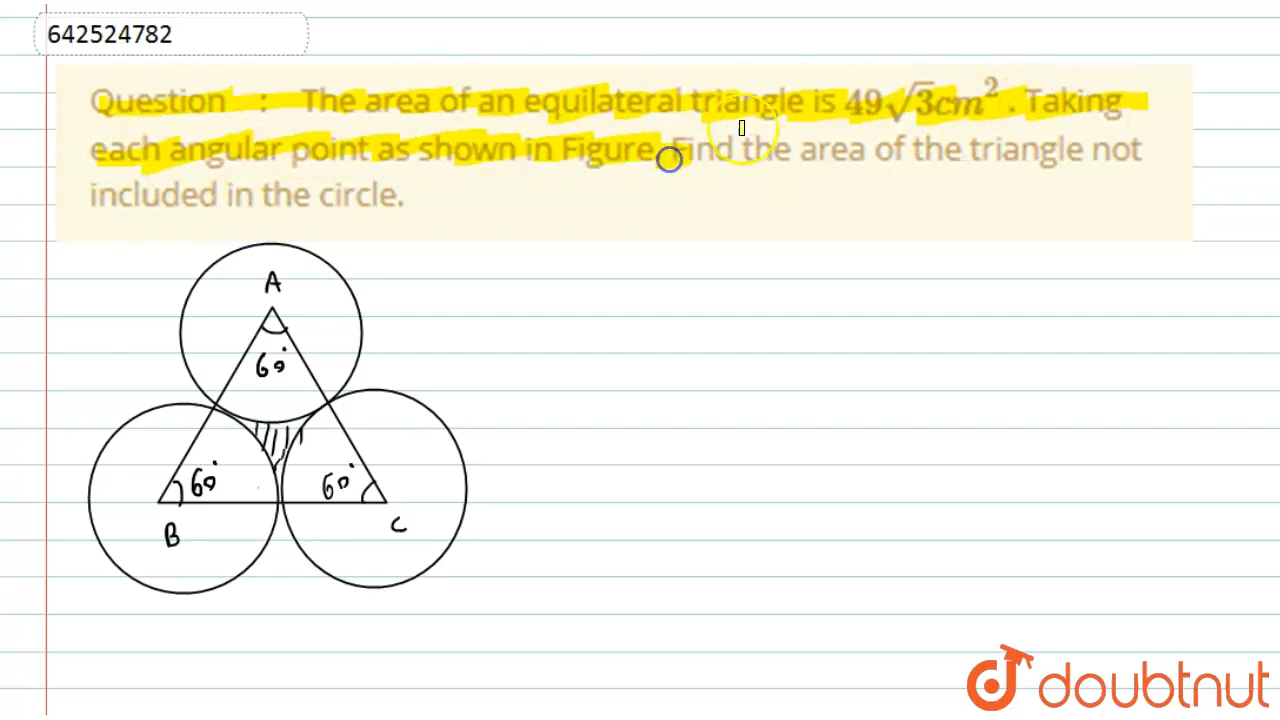 642524782
Question : The area of an equilateral triangle is 49√3cm² . Taking
each angular point as shown in Figure. Find the area of the triangle not
included in the circle.
A
60°
60°
60°
B
C
doubtnut